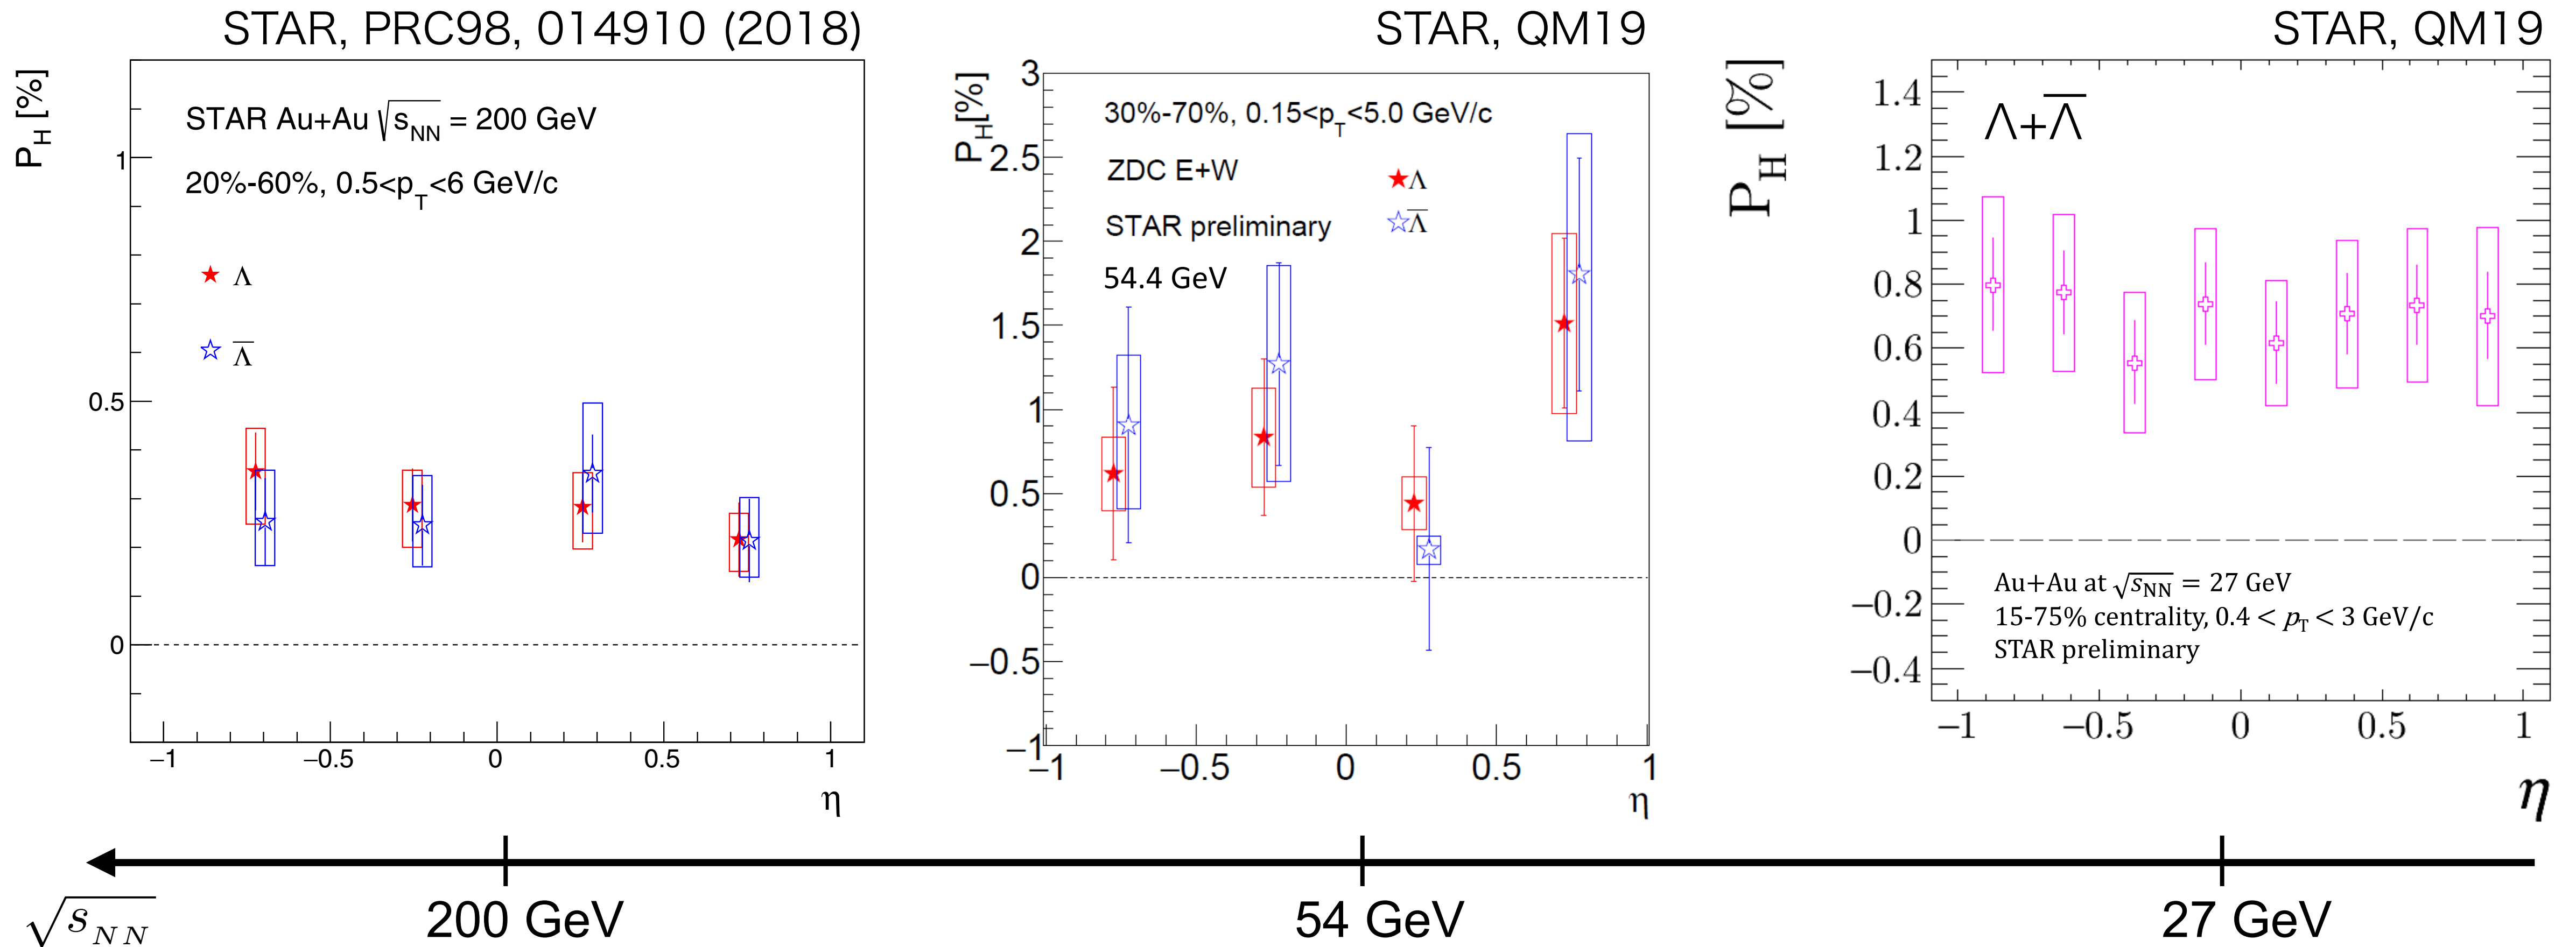 STAR, PRC98, 014910 (2018)
P_H [%]
STAR Au+Au √s_NN = 200 GeV
20%-60%, 0.5<p_T<6 GeV/c
Λ
Λ̅
1
0.5
0
−1 −0.5 0 0.5 1
η
STAR, QM19
P_H[%]
30%-70%, 0.15<p_T<5.0 GeV/c
ZDC E+W
STAR preliminary
54.4 GeV
Λ
Λ̅
3
2.5
2
1.5
1
0.5
0
−0.5
−1
−1 −0.5 0 0.5 1
η
STAR, QM19
P_H [%]
Λ+Λ̅
1.4
1.2
1
0.8
0.6
0.4
0.2
0
−0.2
−0.4
Au+Au at √s_NN = 27 GeV
15-75% centrality, 0.4 < p_T < 3 GeV/c
STAR preliminary
−1 −0.5 0 0.5 1
η
√s_NN
200 GeV
54 GeV
27 GeV